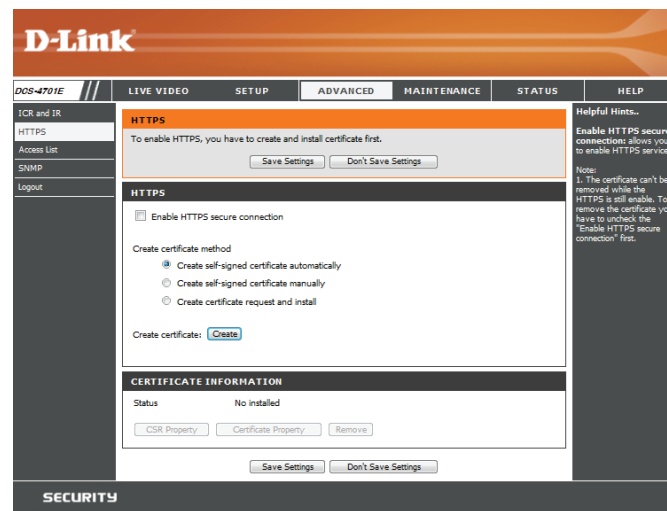 D-Link
DCS-4701E
LIVE VIDEO
SETUP
ADVANCED
MAINTENANCE
STATUS
HELP
ICR and IR
HTTPS
Access List
SNMP
Logout
HTTPS
To enable HTTPS, you have to create and install certificate first.
Save Settings
Don't Save Settings
HTTPS
Enable HTTPS secure connection
Create certificate method
Create self-signed certificate automatically
Create self-signed certificate manually
Create certificate request and install
Create certificate:
Create
CERTIFICATE INFORMATION
Status
No installed
CSR Property
Certificate Property
Remove
Save Settings
Don't Save Settings
Helpful Hints..
Enable HTTPS secure
connection: allows you
to enable HTTPS service
Note:
1. The certificate can't be
removed while the
HTTPS is still enable. To
remove the certificate yo
have to uncheck the
"Enable HTTPS secure
connection" first.
SECURITY